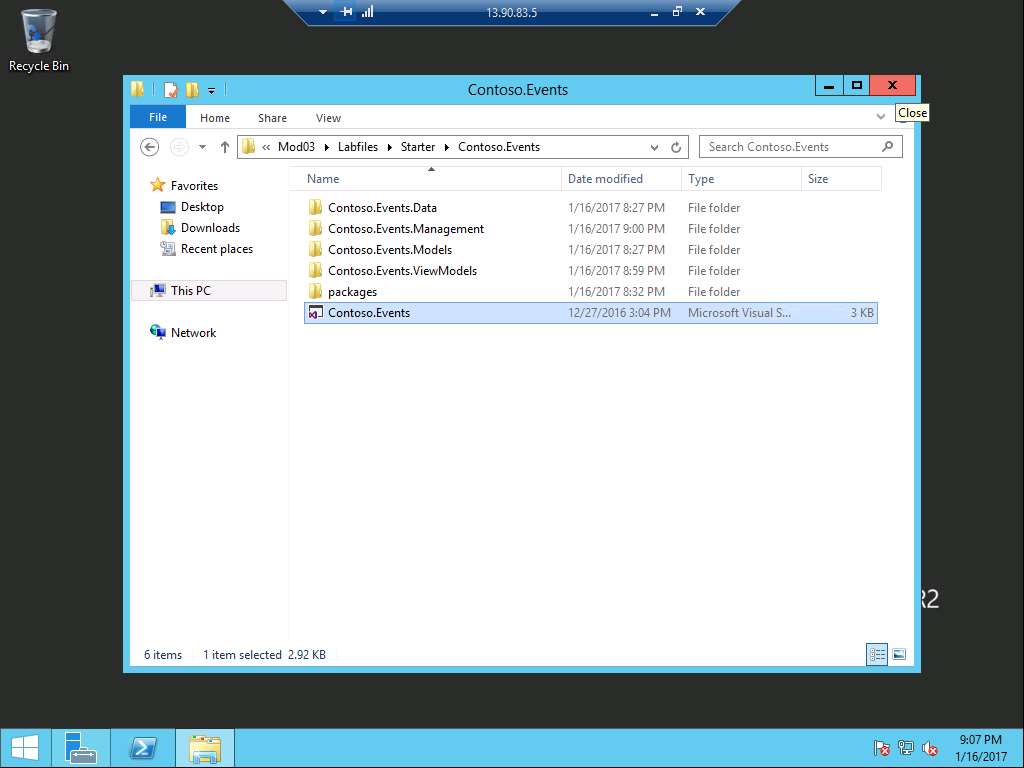 13.90.83.5
Recycle Bin
Contoso.Events
Close
File Home Share View
« Mod03 Labfiles Starter Contoso.Events
Search Contoso.Events
Name Date modified Type Size
Favorites
Desktop
Downloads
Recent places
This PC
Network
Contoso.Events.Data 1/16/2017 8:27 PM File folder
Contoso.Events.Management 1/16/2017 9:00 PM File folder
Contoso.Events.Models 1/16/2017 8:27 PM File folder
Contoso.Events.ViewModels 1/16/2017 8:59 PM File folder
packages 1/16/2017 8:32 PM File folder
Contoso.Events 12/27/2016 3:04 PM Microsoft Visual S... 3 KB
R2
6 items 1 item selected 2.92 KB
9:07 PM
1/16/2017